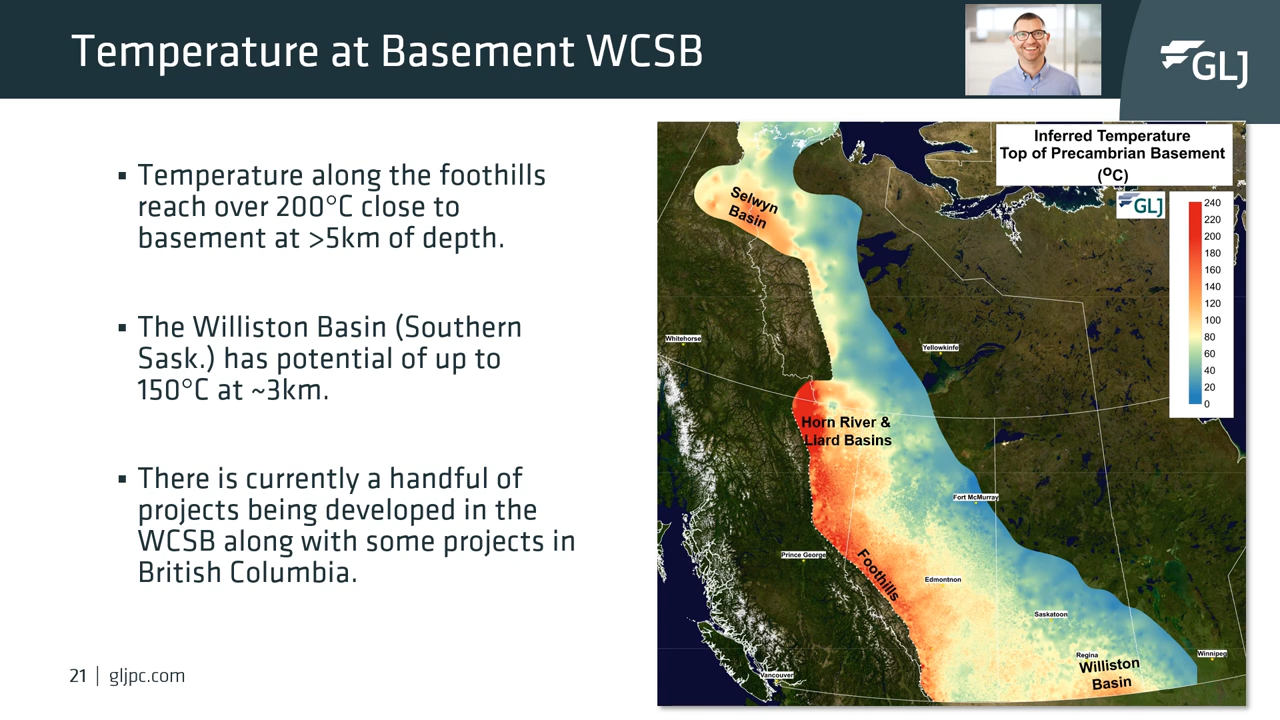 Temperature at Basement WCSB
GLJ
▪ Temperature along the foothills
reach over 200°C close to
basement at >5km of depth.
▪ The Williston Basin (Southern
Sask.) has potential of up to
150°C at ~3km.
▪ There is currently a handful of
projects being developed in the
WCSB along with some projects in
British Columbia.
21 | gljpc.com
Inferred Temperature
Top of Precambrian Basement
(ºC)
GLJ
240
220
200
180
160
140
120
100
80
60
40
20
0
Selwyn
Basin
Whitehorse
Yellowkinfe
Horn River &
Liard Basins
Fort McMurray
Prince George
Foothills
Edmontnon
Saskatoon
Regina
Winnipeg
Williston
Basin
Vancouver